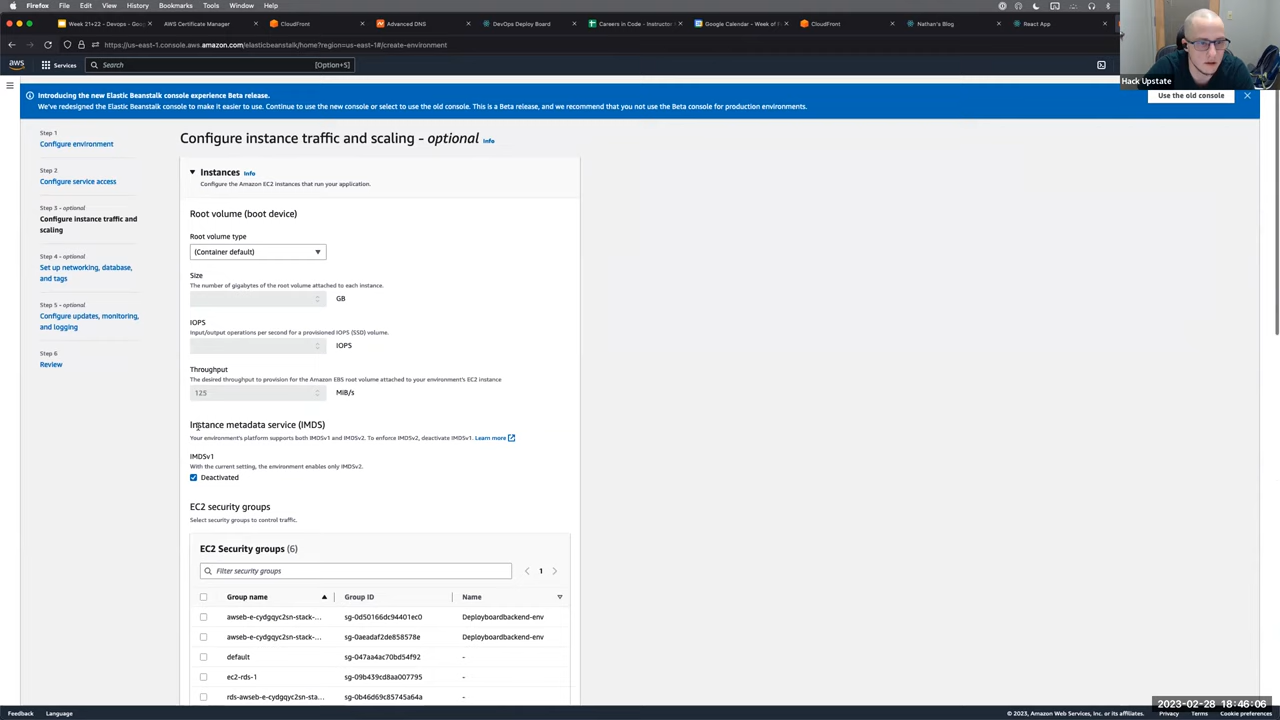 Firefox File Edit View History Bookmarks Tools Window Help
Week 21+22 - Devops - Googl
AWS Certificate Manager
CloudFront
Advanced DNS
DevOps Deploy Board
Careers in Code - Instructor
Google Calendar - Week of F
CloudFront
Nathan's Blog
React App
https://us-east-1.console.aws.amazon.com/elasticbeanstalk/home?region=us-east-1#/create-environment
aws Services Search [Option+S]
Hack Upstate
Introducing the new Elastic Beanstalk console experience Beta release.
We've redesigned the Elastic Beanstalk console to make it easier to use. Continue to use the new console or select to use the old console. This is a Beta release, and we recommend that you not use the Beta console for production environments.
Use the old console
Step 1
Configure environment
Step 2
Configure service access
Step 3 - optional
Configure instance traffic and
scaling
Step 4 - optional
Set up networking, database,
and tags
Step 5 - optional
Configure updates, monitoring,
and logging
Step 6
Review
Configure instance traffic and scaling - optional Info
Instances Info
Configure the Amazon EC2 instances that run your application.
Root volume (boot device)
Root volume type
(Container default)
Size
The number of gigabytes of the root volume attached to each instance.
GB
IOPS
Input/output operations per second for a provisioned IOPS (SSD) volume.
IOPS
Throughput
The desired throughput to provision for the Amazon EBS root volume attached to your environment's EC2 instance
125 MiB/s
Instance metadata service (IMDS)
Your environment's platform supports both IMDSv1 and IMDSv2. To enforce IMDSv2, deactivate IMDSv1. Learn more
IMDSv1
With the current setting, the environment enables only IMDSv2.
Deactivated
EC2 security groups
Select security groups to control traffic.
EC2 Security groups (6)
Filter security groups 1
Group name Group ID Name
awseb-e-cydgqyc2sn-stack-... sg-0d50166dc94401ec0 Deployboardbackend-env
awseb-e-cydgqyc2sn-stack-... sg-0aeadaf2de858578e Deployboardbackend-env
default sg-047aa4ac70bd54f92 -
ec2-rds-1 sg-09b439cd8aa007795 -
rds-awseb-e-cydgqyc2sn-sta... sg-0b46d69c85745a64a -
2023-02-28 18:46:06
Feedback Language © 2023, Amazon Web Services, Inc. or its affiliates. Privacy Terms Cookie preferences